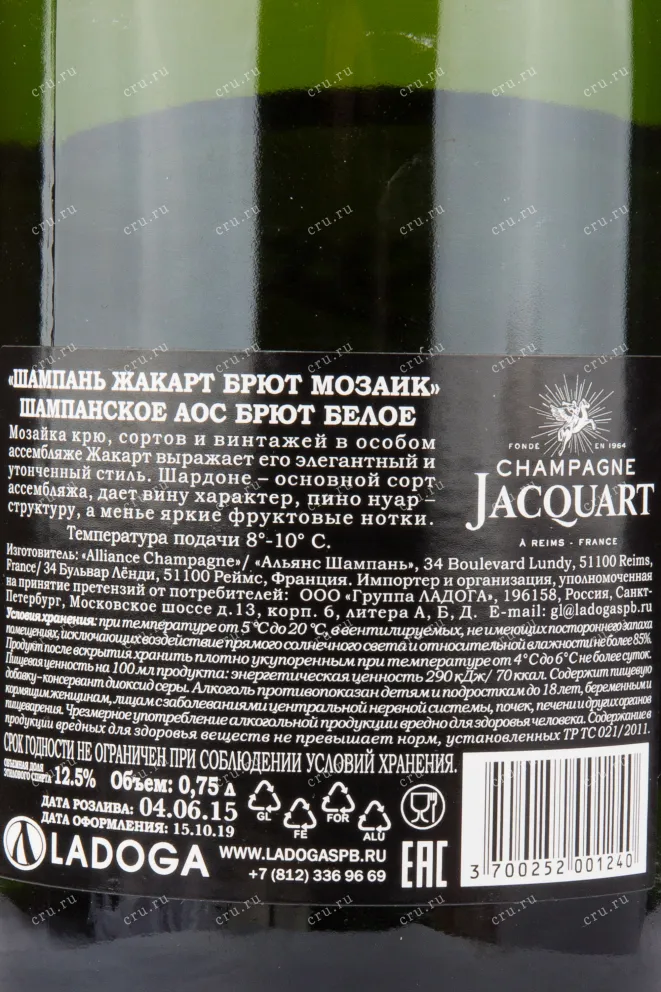 «ШАМПАНЬ ЖАКАРТ БРЮТ МОЗАИК»
ШАМПАНСКОЕ АОС БРЮТ БЕЛОЕ
Мозайка крю, сортов и винтажей в особом
ассембляже Жакарт выражает его элегантный и
утонченный стиль. Шардоне – основной сорт
ассембляжа, дает вину характер, пино нуар –
структуру, а менье яркие фруктовые нотки.
Температура подачи 8°-10° С.
FONDE EN 1964
CHAMPAGNE
JACQUART
A REIMS - FRANCE
Изготовитель: «Alliance Champagne»/ "Альянс Шампань", 34 Boulevard Lundy, 51100 Reims,
France/ 34 Бульвар Лёнди, 51100 Реймс, Франция. Импортер и организация, уполномоченная
на принятие претензий от потребителей: ООО «Группа ЛАДОГА», 196158, Россия, Санкт-
Петербург, Московское шоссе д.13, корп. 6, литера А, Б, Д. E-mail: gl@ladogaspb.ru
Условия хранения: при температуре от 5°С до 20°С, в вентилируемых, не имеющих постороннего запаха
помещениях, исключающих воздействие прямого солнечного света и относительной влажности не более 85%.
Продукт после вскрытия хранить плотно укупоренным при температуре от 4°С до 6°С не более суток.
Пищевая ценность на 100 мл продукта: энергетическая ценность 290 кДж/ 70 ккал. Содержит пищевую
добавку-консервант диоксид серы. Алкоголь противопоказан детям и подросткам до 18 лет, беременным и
кормящим женщинам, лицам с заболеваниями центральной нервной системы, почек, печени и других органов
пищеварения. Чрезмерное употребление алкогольной продукции вредно для здоровья человека. Содержание в
продукции вредных для здоровья веществ не превышает норм, установленных ТР ТС 021/2011.
СРОК ГОДНОСТИ НЕ ОГРАНИЧЕН ПРИ СОБЛЮДЕНИИ УСЛОВИЙ ХРАНЕНИЯ.
объемная доля
этилового спирта 12.5% Объем: 0,75 л
ДАТА РОЗЛИВА: 04.06.15
ДАТА ОФОРМЛЕНИЯ: 15.10.19
GL FE FOR ALU
LADOGA
WWW.LADOGASPB.RU
+7 (812) 336 96 69
EAC
3 700252 001240
cru.ru